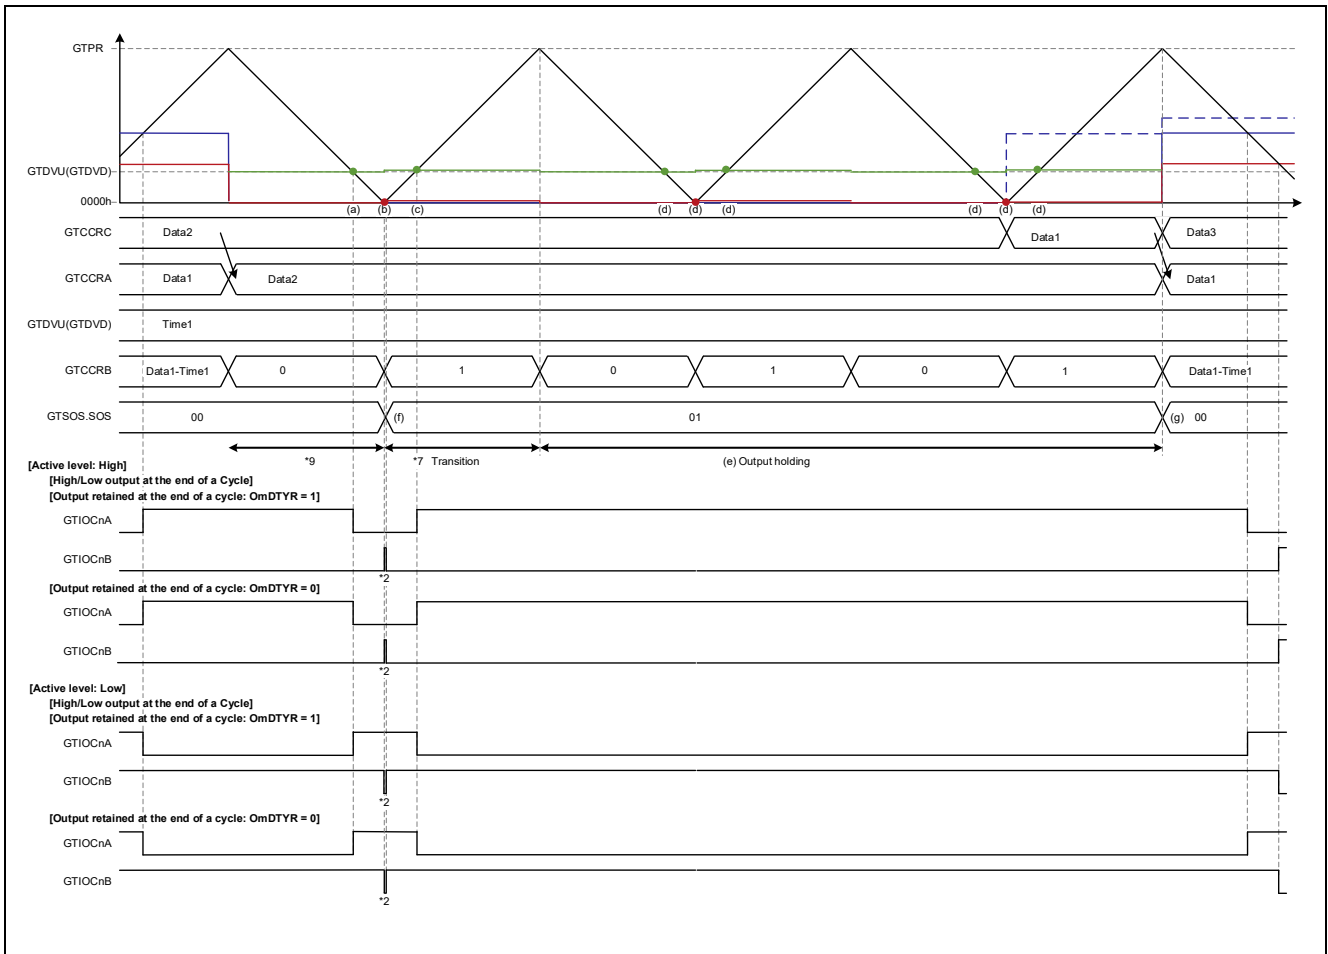 GTPR
GTDVU(GTDVD)
0000h
(a) (b) (c) (d) (d) (d) (d) (d) (d)
GTCCRC Data2 Data1 Data3
GTCCRA Data1 Data2 Data1
GTDVU(GTDVD) Time1
GTCCRB Data1-Time1 0 1 0 1 0 1 Data1-Time1
GTSOS.SOS 00 (f) 01 (g) 00
*9 *7 Transition (e) Output holding
[Active level: High]
[High/Low output at the end of a Cycle]
[Output retained at the end of a cycle: OmDTYR = 1]
GTIOCnA
GTIOCnB
*2
[Output retained at the end of a cycle: OmDTYR = 0]
GTIOCnA
GTIOCnB
*2
[Active level: Low]
[High/Low output at the end of a Cycle]
[Output retained at the end of a cycle: OmDTYR = 1]
GTIOCnA
GTIOCnB
*2
[Output retained at the end of a cycle: OmDTYR = 0]
GTIOCnA
GTIOCnB
*2